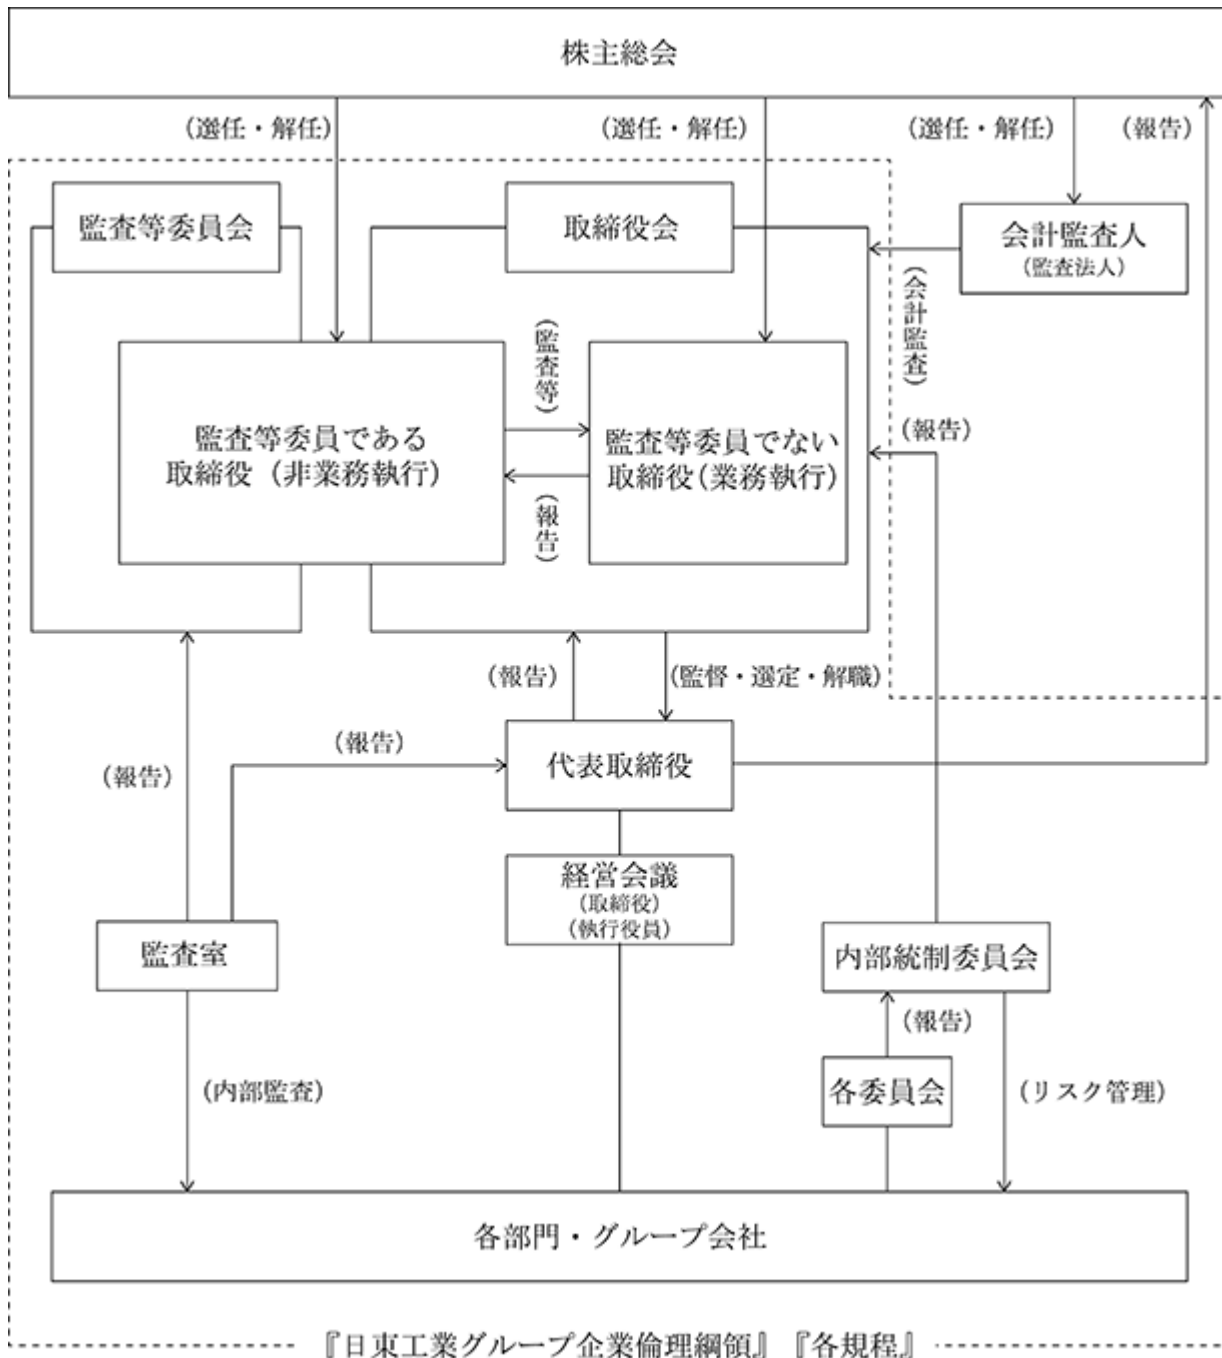 株主総会
(選任・解任)
(選任・解任)
(選任・解任)
(報告)
監査等委員会
取締役会
会計監査人
(監査法人)
(会計監査)
(監査等)
監査等委員である
取締役（非業務執行）
監査等委員でない
取締役(業務執行)
(報告)
(報告)
(報告)
(監督・選定・解職)
(報告)
代表取締役
(報告)
経営会議
(取締役)
(執行役員)
監査室
内部統制委員会
(報告)
(内部監査)
各委員会
(リスク管理)
各部門・グループ会社
『日東工業グループ企業倫理綱領』『各規程』